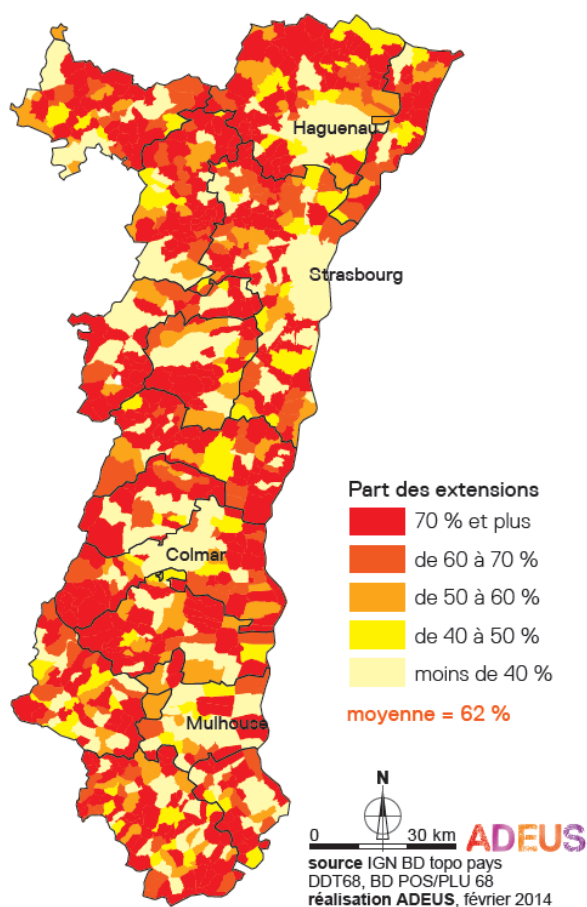 Haguenau
Strasbourg
Colmar
Mulhouse
Part des extensions
70 % et plus
de 60 à 70 %
de 50 à 60 %
de 40 à 50 %
moins de 40 %
moyenne = 62 %
N
0 30 km
ADEUS
source IGN BD topo pays
DDT68, BD POS/PLU 68
réalisation ADEUS, février 2014